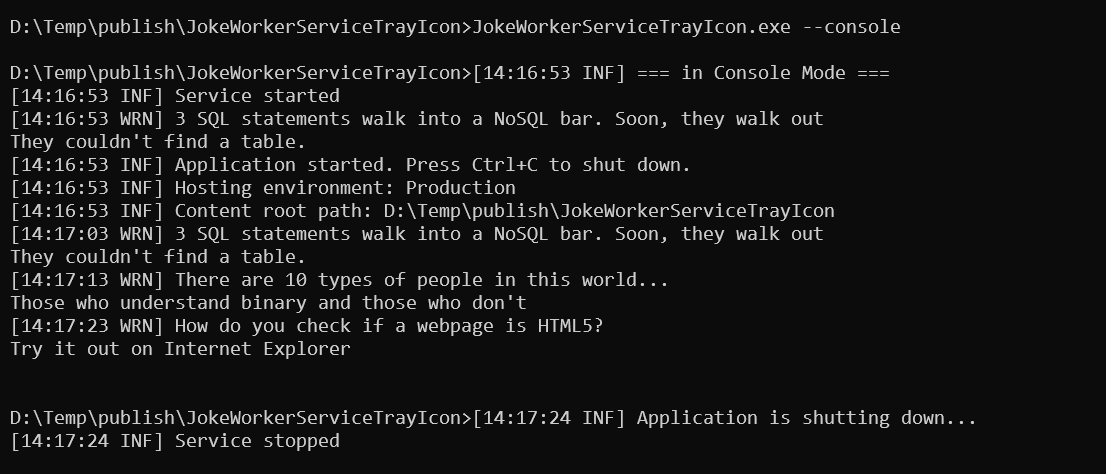 D:\Temp\publish\JokeWorkerServiceTrayIcon>JokeWorkerServiceTrayIcon.exe --console
D:\Temp\publish\JokeWorkerServiceTrayIcon>[14:16:53 INF] === in Console Mode ===
[14:16:53 INF] Service started
[14:16:53 WRN] 3 SQL statements walk into a NoSQL bar. Soon, they walk out
They couldn't find a table.
[14:16:53 INF] Application started. Press Ctrl+C to shut down.
[14:16:53 INF] Hosting environment: Production
[14:16:53 INF] Content root path: D:\Temp\publish\JokeWorkerServiceTrayIcon
[14:17:03 WRN] 3 SQL statements walk into a NoSQL bar. Soon, they walk out
They couldn't find a table.
[14:17:13 WRN] There are 10 types of people in this world...
Those who understand binary and those who don't
[14:17:23 WRN] How do you check if a webpage is HTML5?
Try it out on Internet Explorer
D:\Temp\publish\JokeWorkerServiceTrayIcon>[14:17:24 INF] Application is shutting down...
[14:17:24 INF] Service stopped